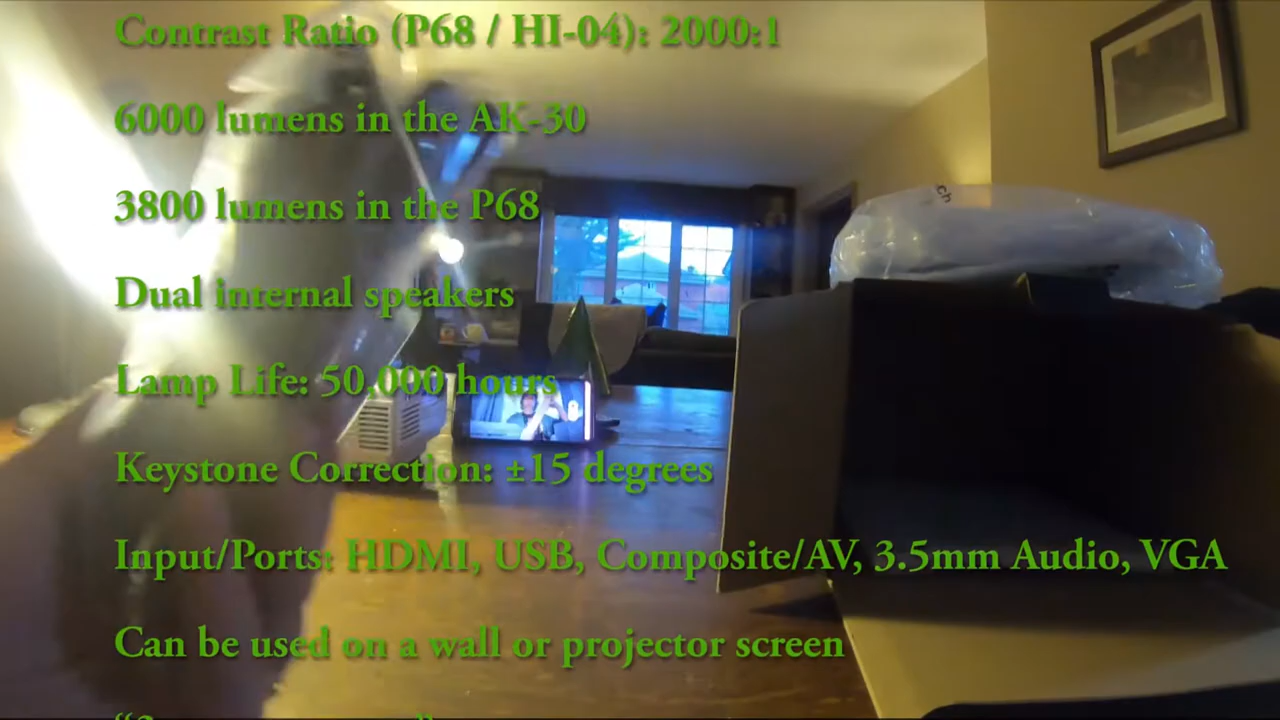 Contrast Ratio (P68 / HI-04): 2000:1
6000 lumens in the AK-30
3800 lumens in the P68
Dual internal speakers
ch
Lamp Life: 50,000 hours
Keystone Correction: ±15 degrees
Input/Ports: HDMI, USB, Composite/AV, 3.5mm Audio, VGA
Can be used on a wall or projector screen